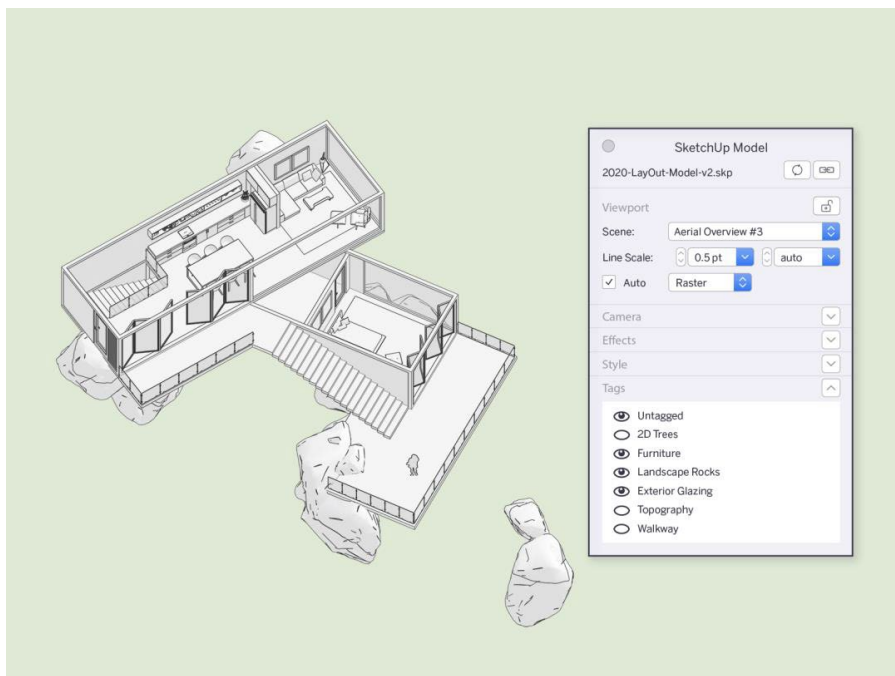 SketchUp Model
2020-LayOut-Model-v2.skp
Viewport
Scene: Aerial Overview #3
Line Scale: 0.5 pt auto
Auto Raster
Camera
Effects
Style
Tags
Untagged
2D Trees
Furniture
Landscape Rocks
Exterior Glazing
Topography
Walkway